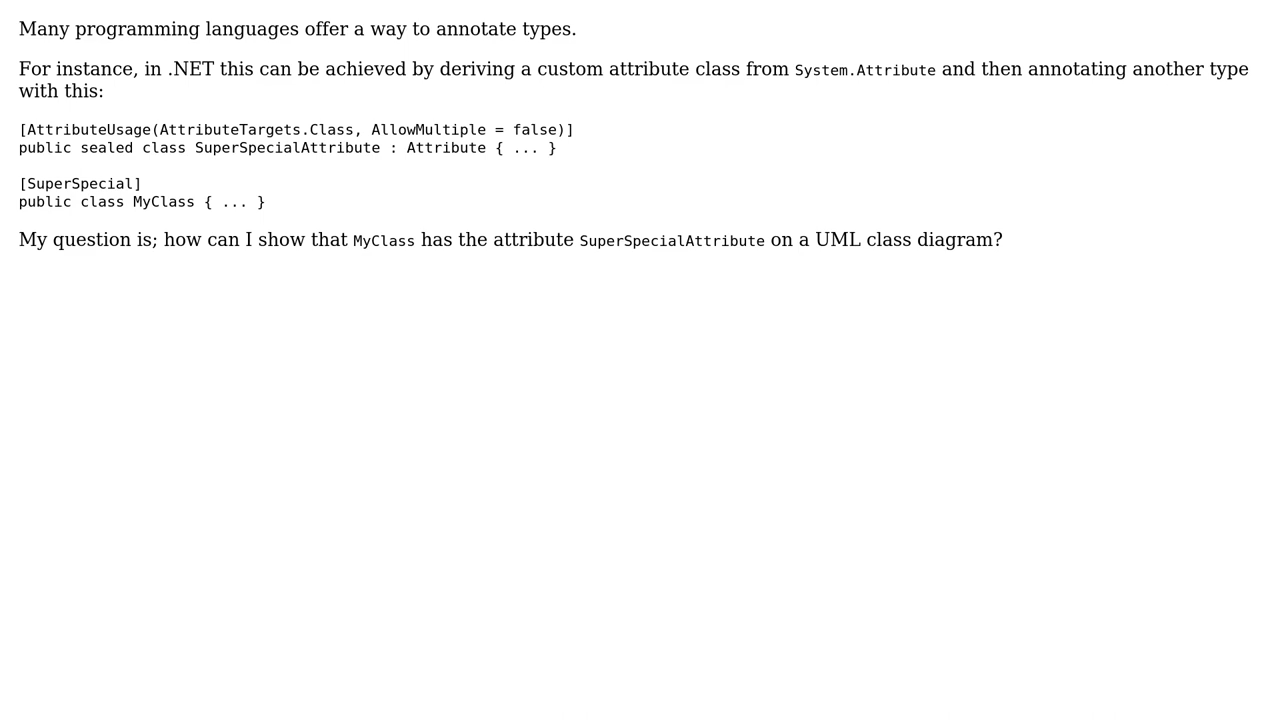 Many programming languages offer a way to annotate types.
For instance, in .NET this can be achieved by deriving a custom attribute class from System.Attribute and then annotating another type
with this:
[AttributeUsage(AttributeTargets.Class, AllowMultiple = false)]
public sealed class SuperSpecialAttribute : Attribute { ... }
[SuperSpecial]
public class MyClass { ... }
My question is; how can I show that MyClass has the attribute SuperSpecialAttribute on a UML class diagram?